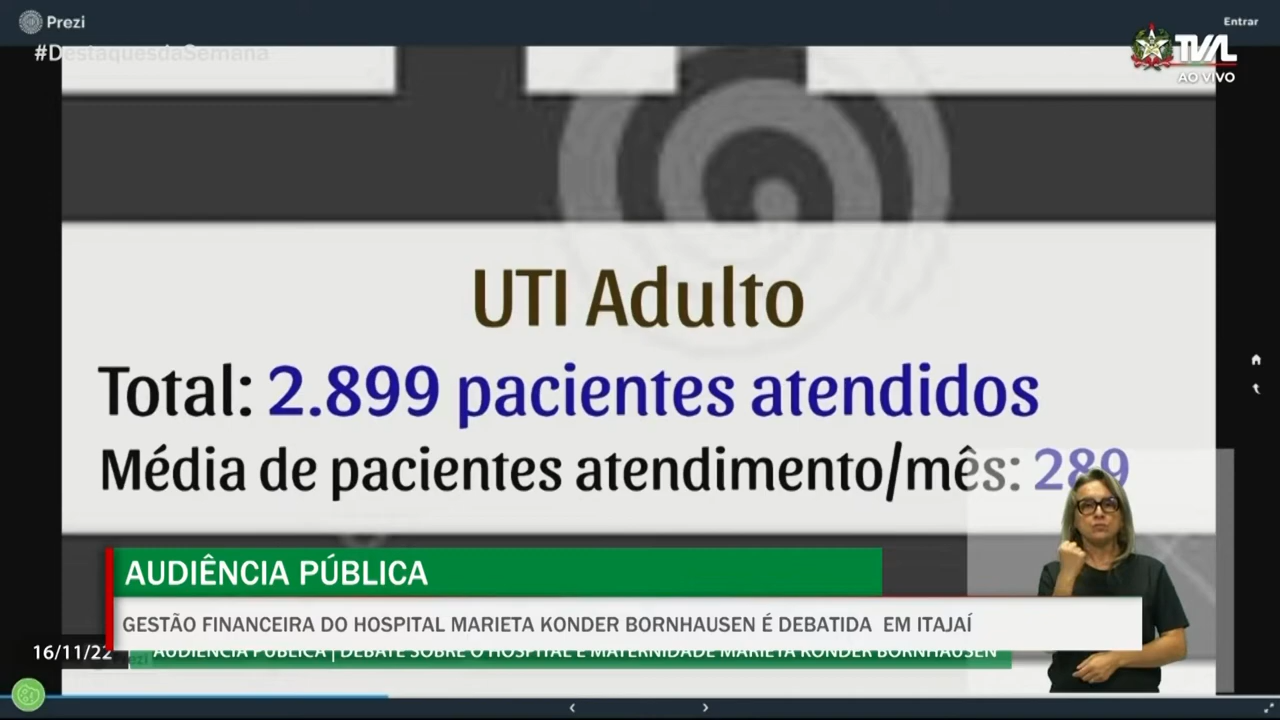 Prezi
Entrar
#DestaquesdaSemana
TVAL
AO VIVO
UTI Adulto
Total: 2.899 pacientes atendidos
Média de pacientes atendimento/mês: 289
AUDIÊNCIA PÚBLICA
GESTÃO FINANCEIRA DO HOSPITAL MARIETA KONDER BORNHAUSEN É DEBATIDA EM ITAJAÍ
16/11/22
AUDIÊNCIA PÚBLICA | DEBATE SOBRE O HOSPITAL E MATERNIDADE MARIETA KONDER BORNHAUSEN